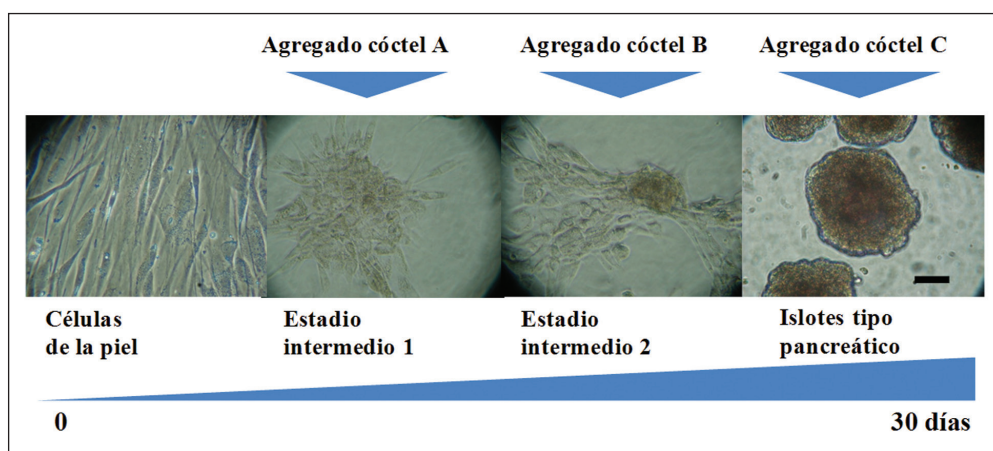 Agregado cóctel A
Agregado cóctel B
Agregado cóctel C
Células
de la piel
Estadio
intermedio 1
Estadio
intermedio 2
Islotes tipo
pancreático
0
30 días